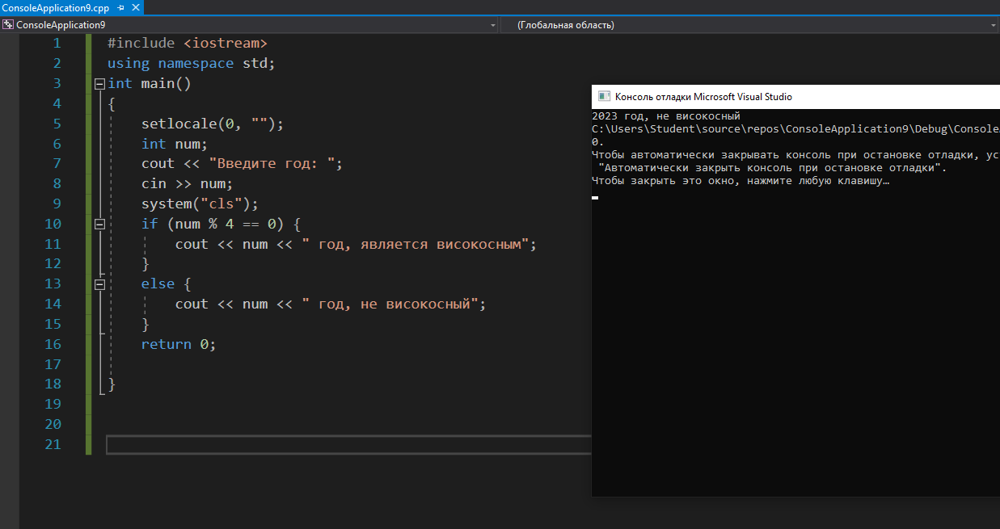 ConsoleApplication9.cpp
ConsoleApplication9 (Глобальная область)
1 #include <iostream>
2 using namespace std;
3 int main()
4 {
5 setlocale(0, "");
6 int num;
7 cout << "Введите год: ";
8 cin >> num;
9 system("cls");
10 if (num % 4 == 0) {
11 cout << num << " год, является високосным";
12 }
13 else {
14 cout << num << " год, не високосный";
15 }
16 return 0;
17
18 }
19
20
21
Консоль отладки Microsoft Visual Studio
2023 год, не високосный
C:\Users\Student\source\repos\ConsoleApplication9\Debug\Console
0.
Чтобы автоматически закрывать консоль при остановке отладки, ус
"Автоматически закрыть консоль при остановке отладки".
Чтобы закрыть это окно, нажмите любую клавишу…